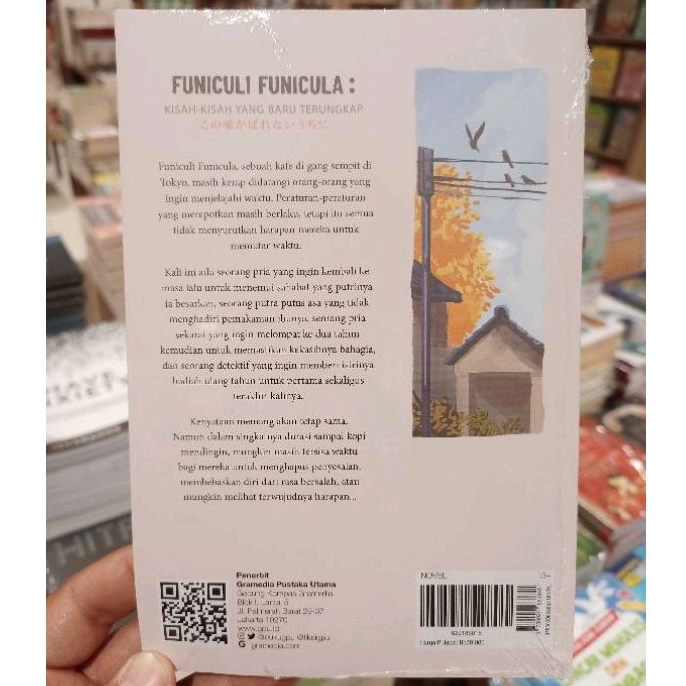 FUNICULI FUNICULA :
KISAH-KISAH YANG BARU TERUNGKAP
この嘘がばれないうちに
Funiculi Funicula, sebuah kafe di gang sempit di
Tokyo, masih kerap didatangi orang-orang yang
ingin menjelajahi waktu. Peraturan-peraturan
yang merepotkan masih berlaku, tetapi itu semua
tidak menyurutkan harapan mereka untuk
memutar waktu.
Kali ini ada seorang pria yang ingin kembali ke
masa lalu untuk menemui sahabat yang putrinya
ia besarkan, seorang putra putus asa yang tidak
menghadiri pemakaman ibunya, seorang pria
sekarat yang ingin melompat ke dua tahun
kemudian untuk memastikan kekasihnya bahagia,
dan seorang detektif yang ingin memberi istrinya
hadiah ulang tahun untuk pertama sekaligus
terakhir kalinya.
Kenyataan memang akan tetap sama.
Namun dalam singkatnya durasi sampai kopi
mendingin, mungkin masih tersisa waktu
bagi mereka untuk menghapus penyesalan,
membebaskan diri dari rasa bersalah, atau
mungkin melihat terwujudnya harapan...
Penerbit
Gramedia Pustaka Utama
Gedung Kompas Gramedia
Blok I, Lantai 5
Jl. Palmerah Barat 29-37
Jakarta 10270
www.gpu.id
@bukugpu @fiksigpu
gramedia.com
NOVEL
Harga P. Jawa: